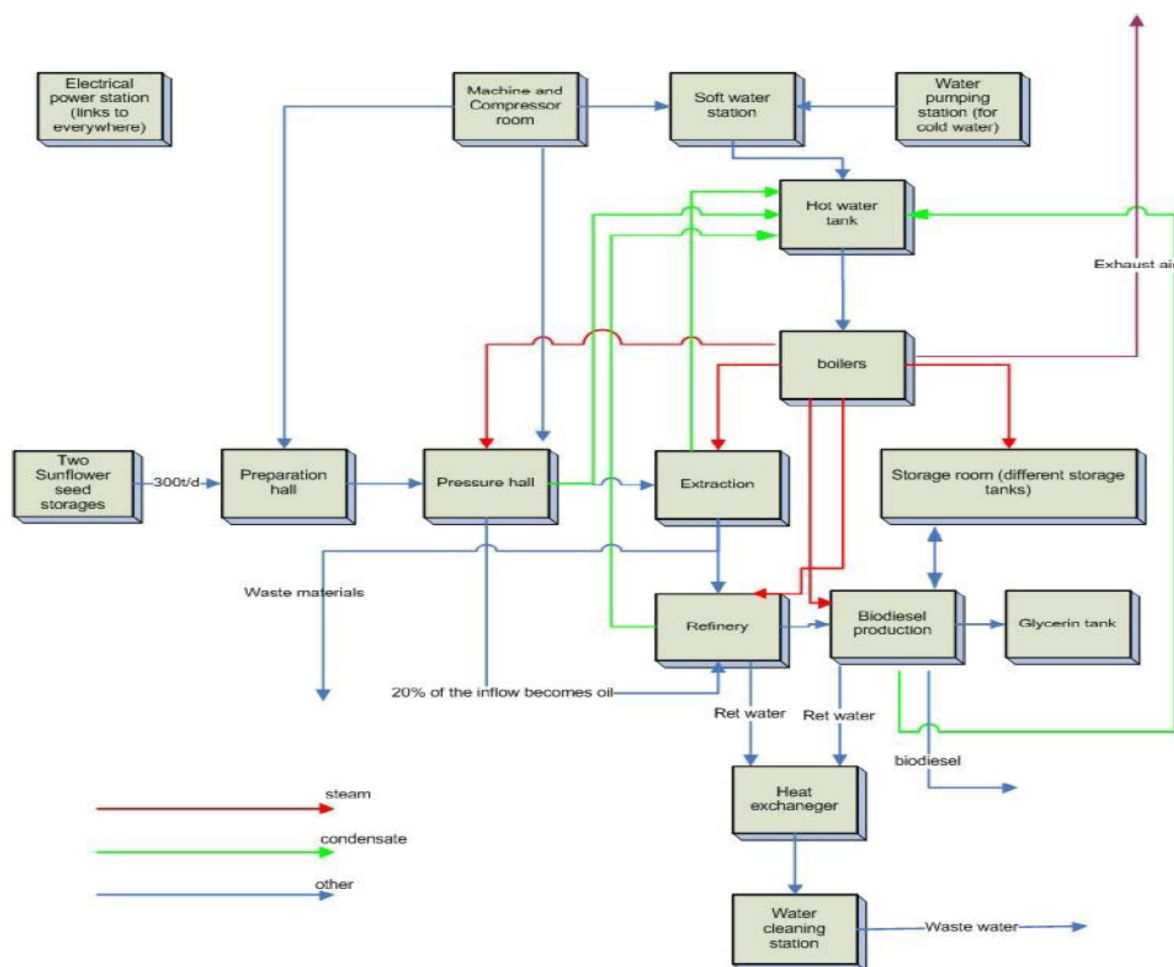 Electrical
power station
(links to
everywhere)
Machine and
Compressor
room
Soft water
station
Water
pumping
station (for
cold water)
Hot water
tank
Exhaust air
boilers
Two
Sunflower
seed
storages
300t/d
Preparation
hall
Pressure hall
Extraction
Storage room (different storage
tanks)
Waste materials
Refinery
Biodiesel
production
Glycerin tank
20% of the inflow becomes oil
Ret water
Ret water
biodiesel
steam
condensate
other
Heat
exchaneger
Water
cleaning
station
Waste water